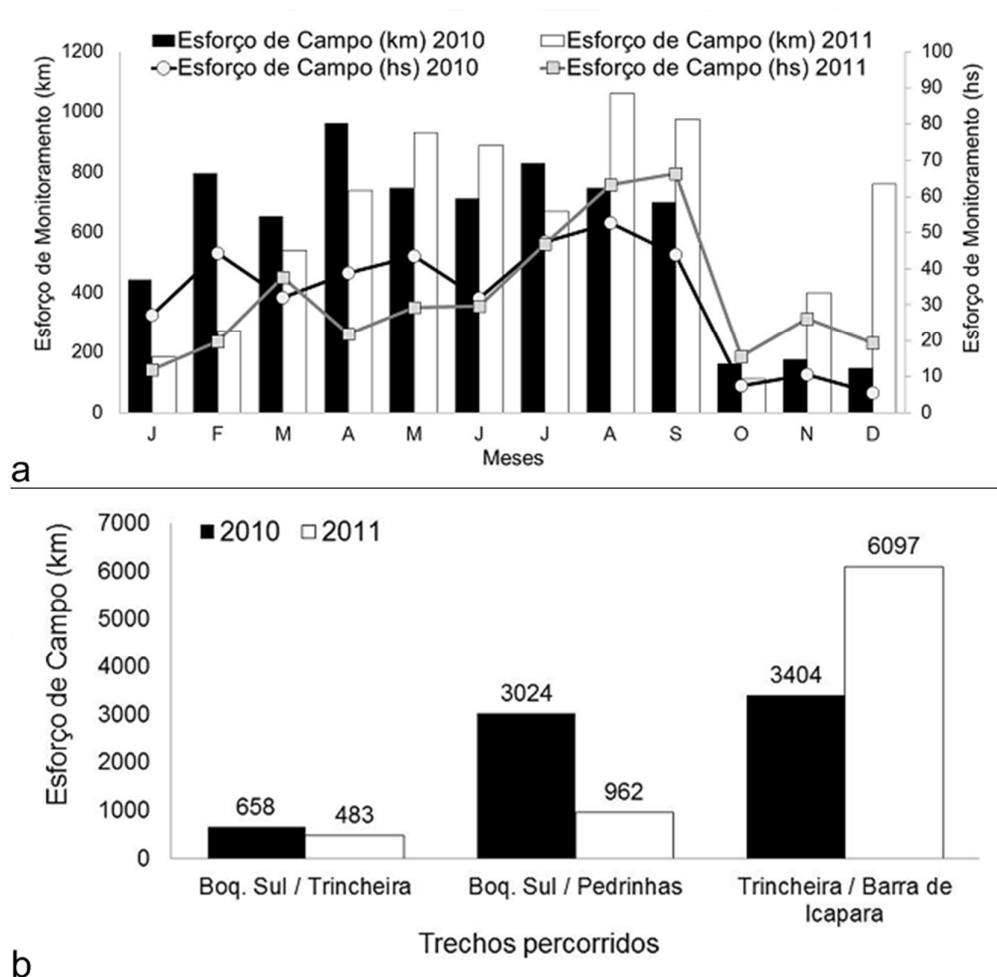 Esforço de Campo (km) 2010 Esforço de Campo (km) 2011
Esforço de Campo (hs) 2010 Esforço de Campo (hs) 2011
Esforço de Monitoramento (km)
1200
1000
800
600
400
200
0
Esforço de Monitoramento (hs)
100
90
80
70
60
50
40
30
20
10
0
J F M A M J J A S O N D
Meses
a
2010 2011
Esforço de Campo (km)
7000
6000
5000
4000
3000
2000
1000
0
658 483 3024 962 3404 6097
Boq. Sul / Trincheira Boq. Sul / Pedrinhas Trincheira / Barra de
Icapara
Trechos percorridos
b